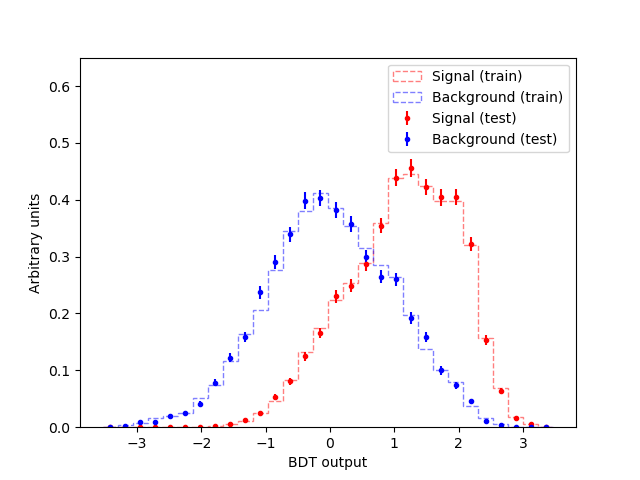 0.6
0.5
0.4
0.3
0.2
0.1
0.0
Arbitrary units
Signal (train)
Background (train)
Signal (test)
Background (test)
−3 −2 −1 0 1 2 3
BDT output